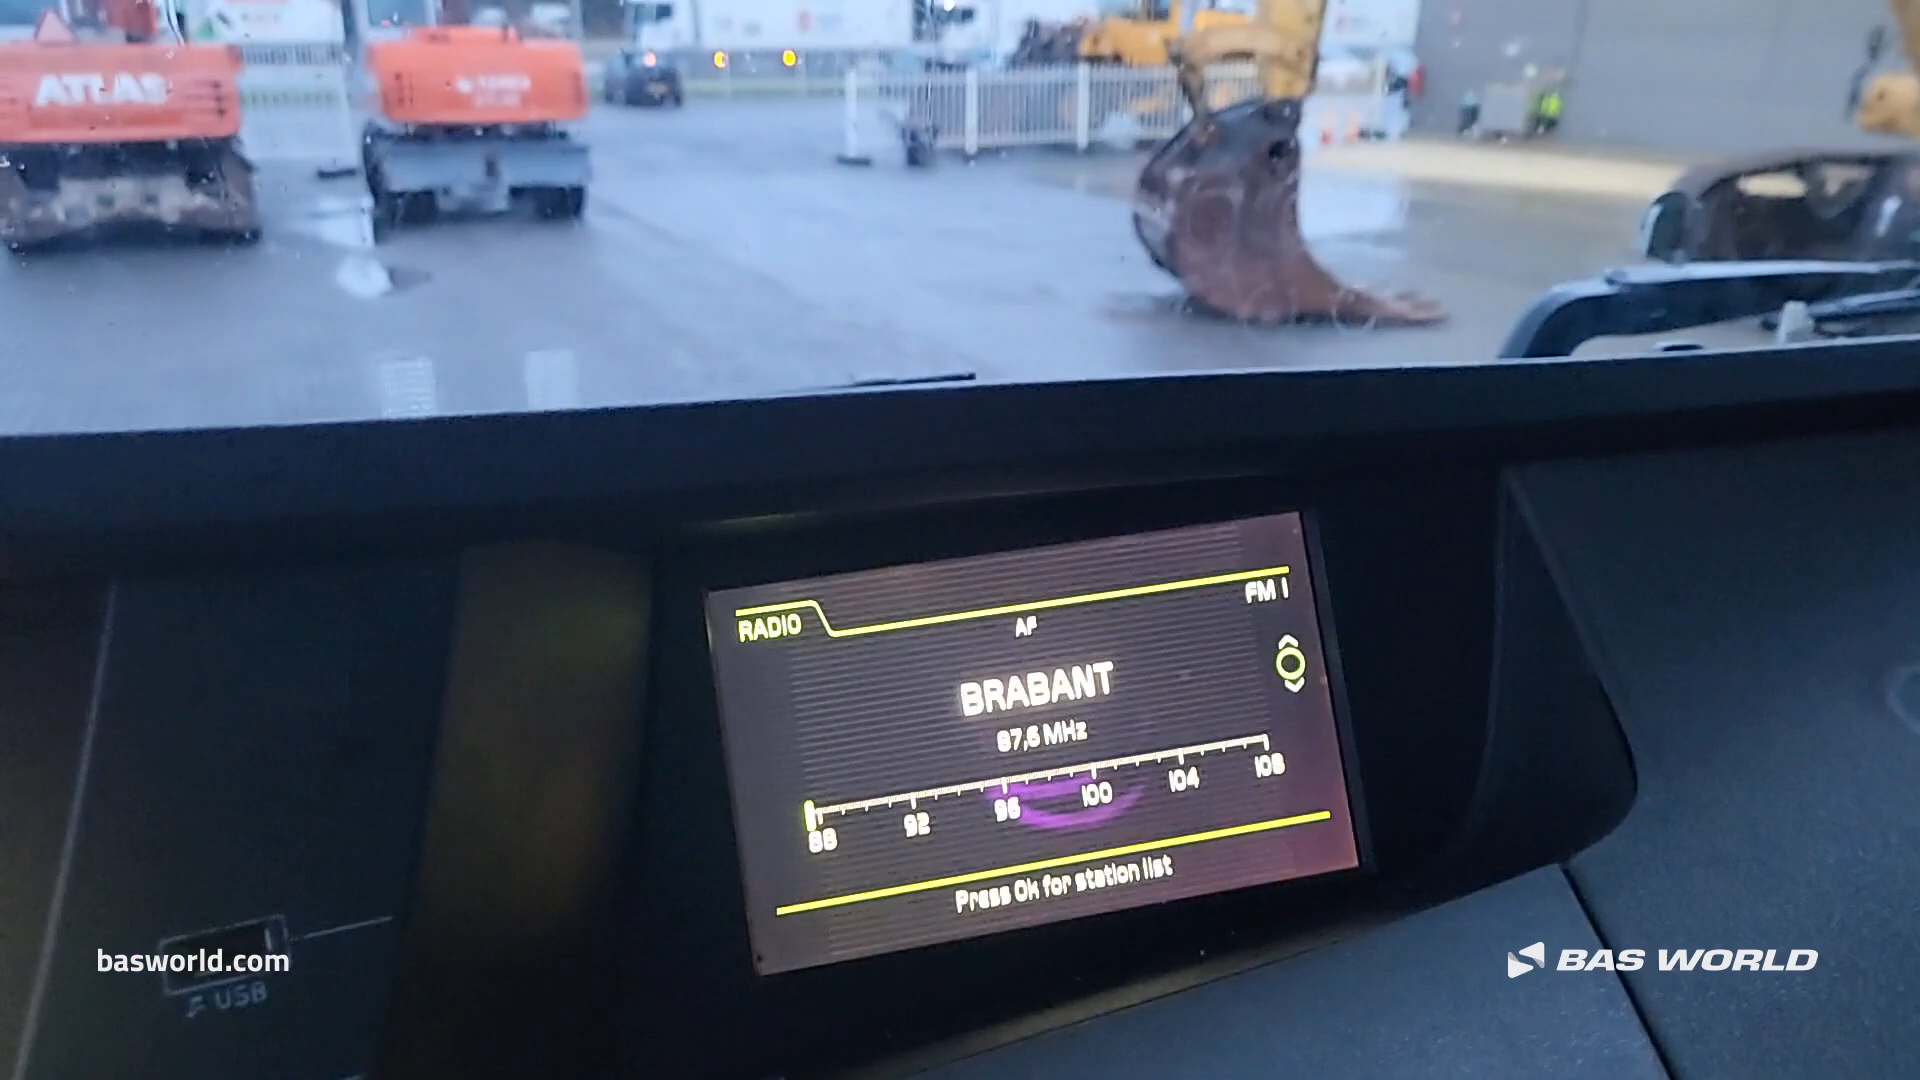 ATLAS
RADIO
FM 1
AF
BRABANT
87,6 MHz
88
92
96
100
104
108
Press Ok for station list
basworld.com
USB
BAS WORLD